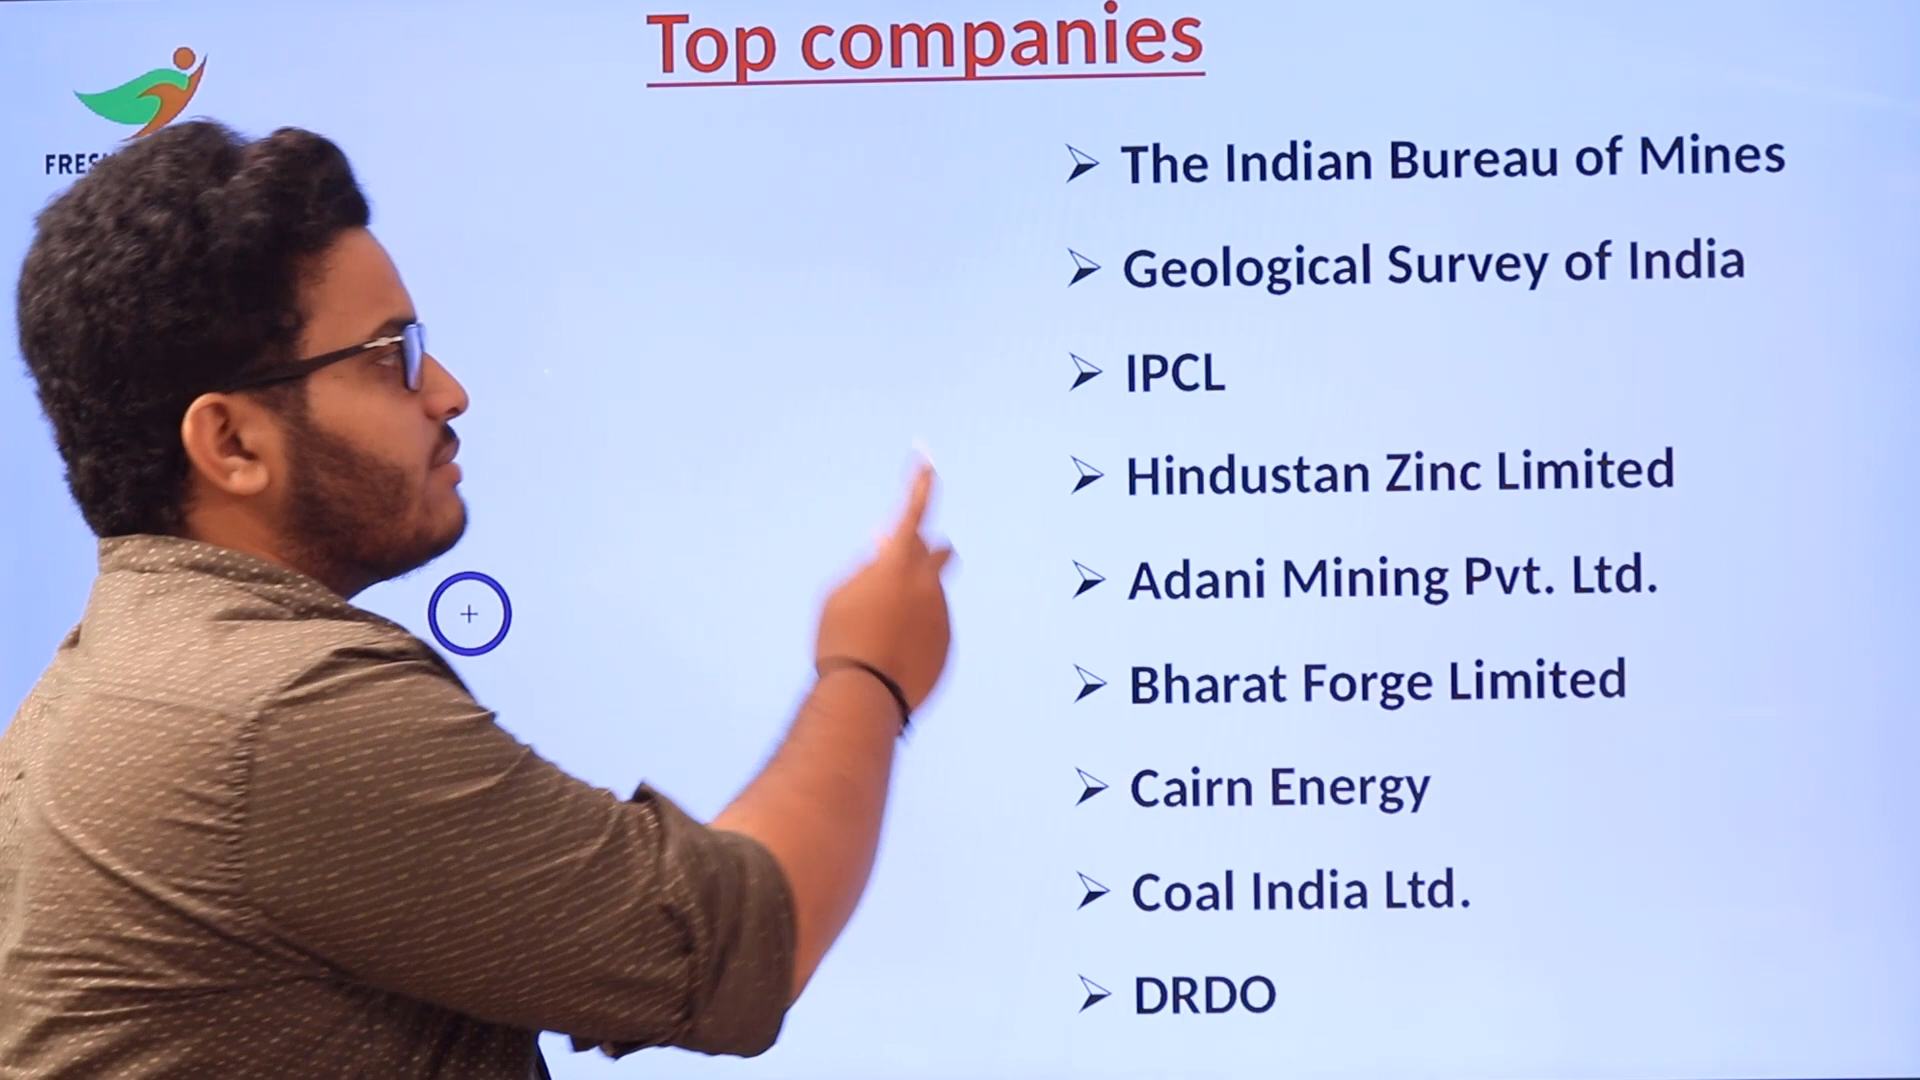 Top companies
The Indian Bureau of Mines
Geological Survey of India
IPCL
Hindustan Zinc Limited
Adani Mining Pvt. Ltd.
Bharat Forge Limited
Cairn Energy
Coal India Ltd.
DRDO